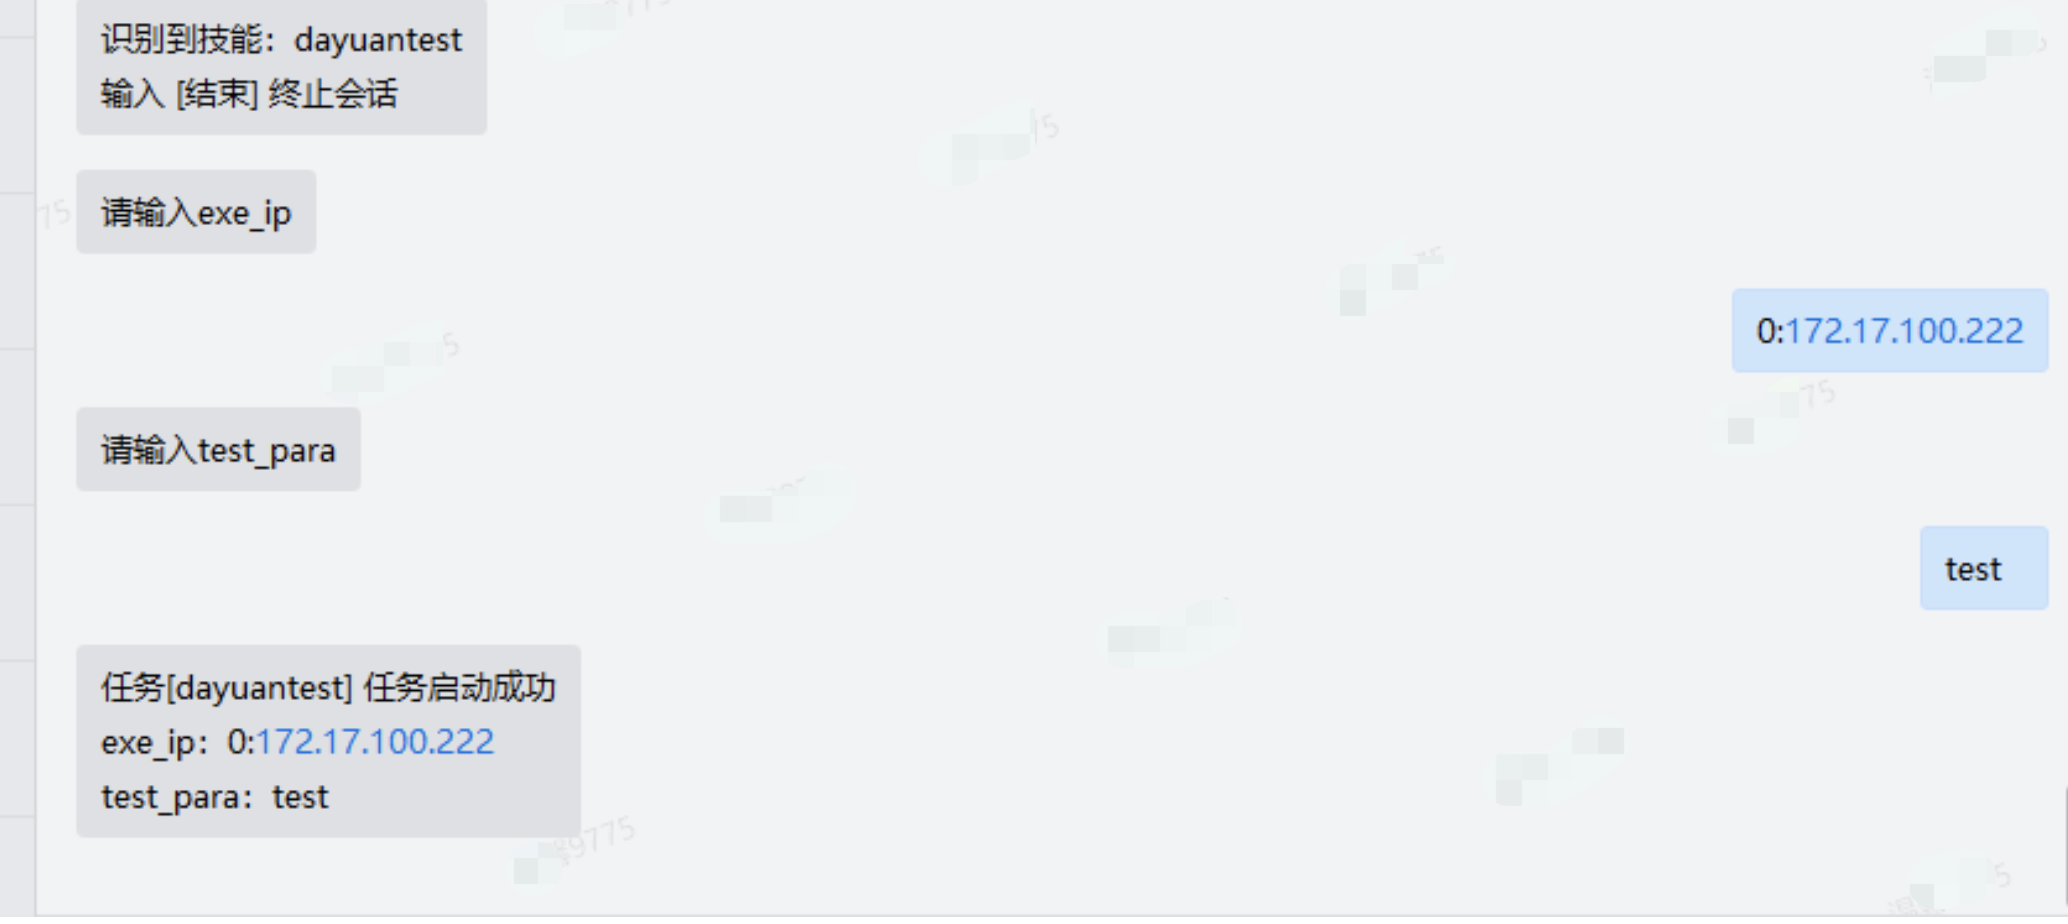 识别到技能：dayuantest
输入 [结束] 终止会话
请输入exe_ip
0:172.17.100.222
请输入test_para
test
任务[dayuantest] 任务启动成功
exe_ip：0:172.17.100.222
test_para：test